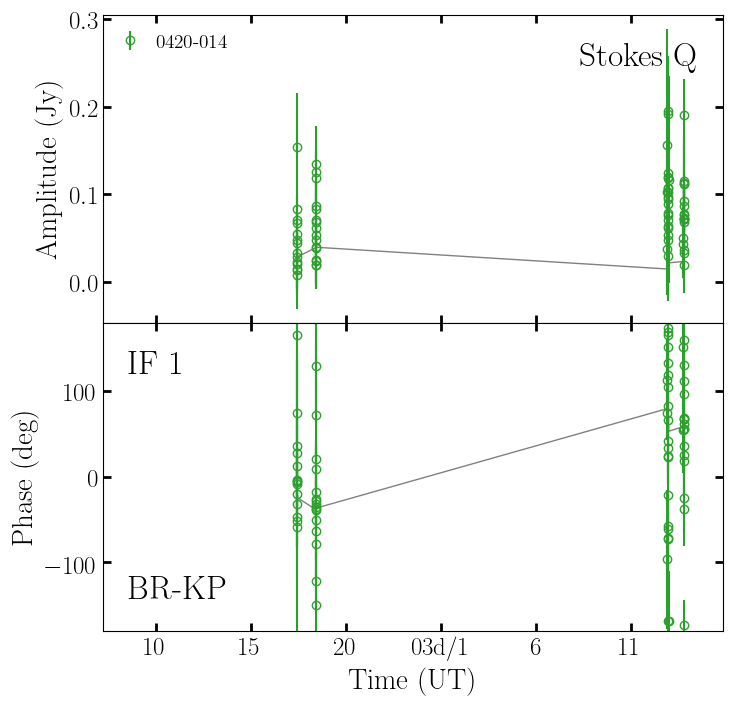 0420-014
Stokes Q
Amplitude (Jy)
0.3
0.2
0.1
0.0
IF 1
Phase (deg)
100
0
−100
BR-KP
10 15 20 03d/1 6 11
Time (UT)